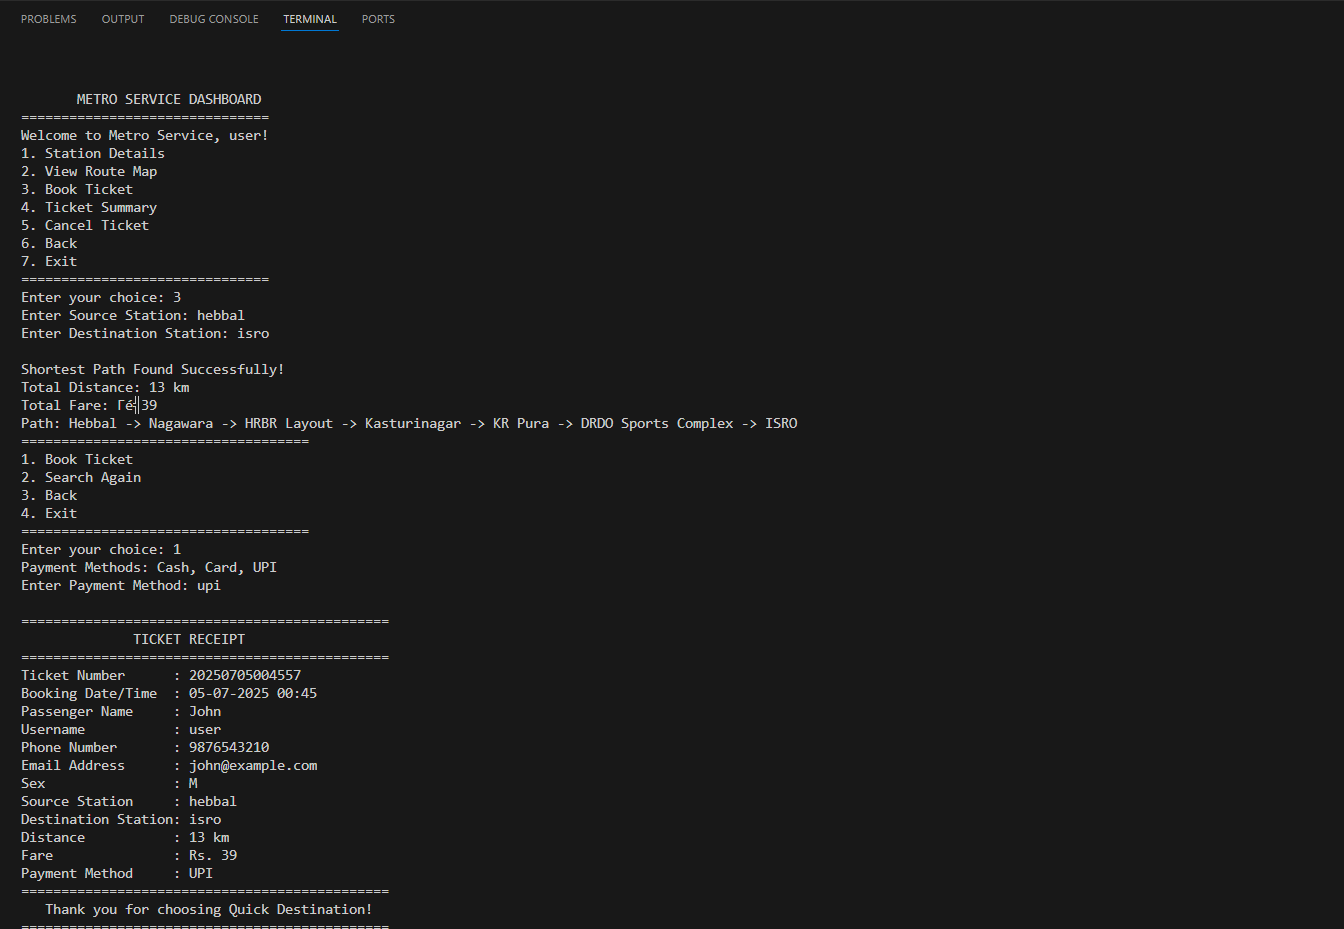 PROBLEMS OUTPUT DEBUG CONSOLE TERMINAL PORTS
METRO SERVICE DASHBOARD
===============================
Welcome to Metro Service, user!
1. Station Details
2. View Route Map
3. Book Ticket
4. Ticket Summary
5. Cancel Ticket
6. Back
7. Exit
===============================
Enter your choice: 3
Enter Source Station: hebbal
Enter Destination Station: isro
Shortest Path Found Successfully!
Total Distance: 13 km
Total Fare: Γé╣39
Path: Hebbal -> Nagawara -> HRBR Layout -> Kasturinagar -> KR Pura -> DRDO Sports Complex -> ISRO
====================================
1. Book Ticket
2. Search Again
3. Back
4. Exit
====================================
Enter your choice: 1
Payment Methods: Cash, Card, UPI
Enter Payment Method: upi
==============================================
TICKET RECEIPT
==============================================
Ticket Number : 20250705004557
Booking Date/Time : 05-07-2025 00:45
Passenger Name : John
Username : user
Phone Number : 9876543210
Email Address : john@example.com
Sex : M
Source Station : hebbal
Destination Station: isro
Distance : 13 km
Fare : Rs. 39
Payment Method : UPI
==============================================
Thank you for choosing Quick Destination!
==============================================